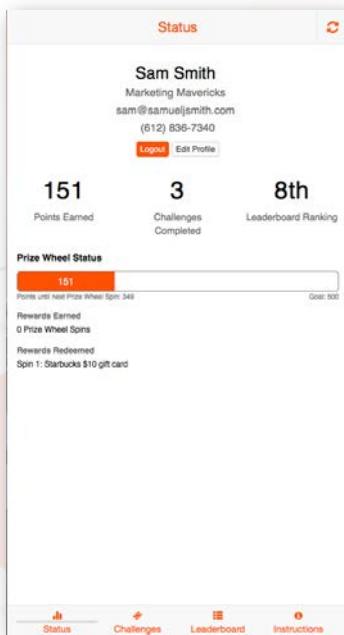 Status
Sam Smith
Marketing Mavericks
sam@samueljsmith.com
(612) 836-7340
Logout Edit Profile
151 3 8th
Points Earned Challenges Completed Leaderboard Ranking
Prize Wheel Status
151
Points until next Prize Wheel Spin: 349 Goal: 500
Rewards Earned
0 Prize Wheel Spins
Rewards Redeemed
Spin 1: Starbucks $10 gift card
Status Challenges Leaderboard Instructions